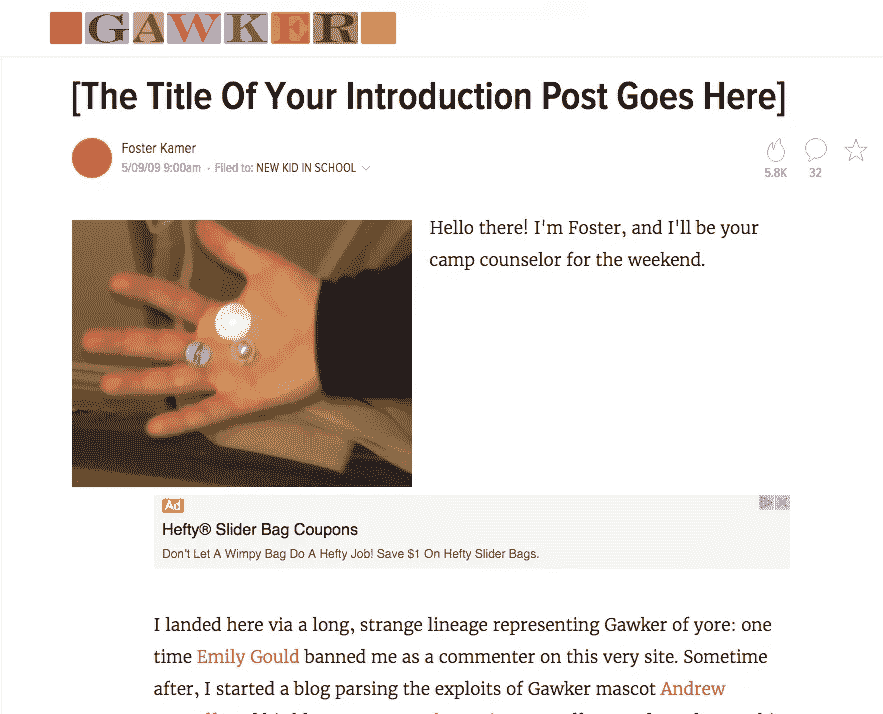 GAWKER
[The Title Of Your Introduction Post Goes Here]
Foster Kamer
5/09/09 9:00am · Filed to: NEW KID IN SCHOOL
5.8K 32
Hello there! I'm Foster, and I'll be your
camp counselor for the weekend.
Ad
Hefty® Slider Bag Coupons
Don't Let A Wimpy Bag Do A Hefty Job! Save $1 On Hefty Slider Bags.
I landed here via a long, strange lineage representing Gawker of yore: one
time Emily Gould banned me as a commenter on this very site. Sometime
after, I started a blog parsing the exploits of Gawker mascot Andrew